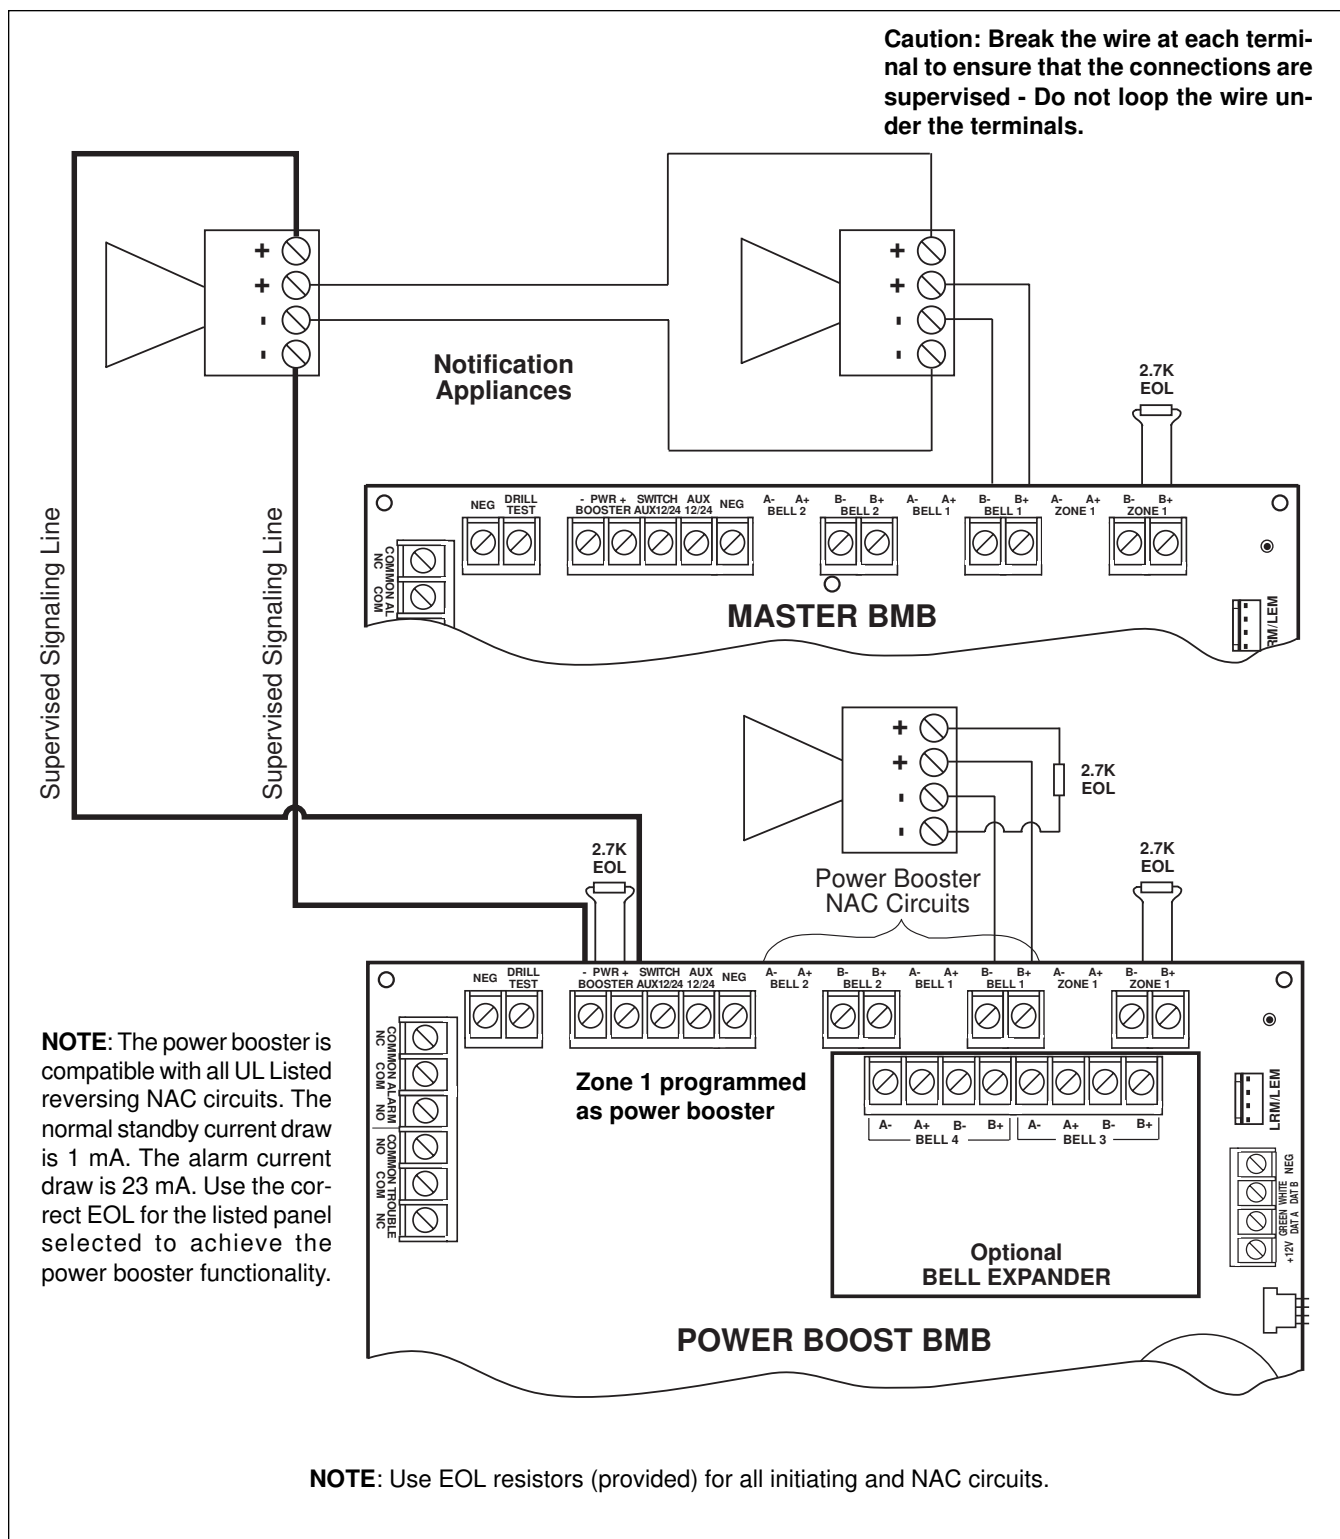 Caution: Break the wire at each termi-
nal to ensure that the connections are
supervised - Do not loop the wire un-
der the terminals.
+
+
-
-
+
+
-
-
Notification
Appliances
2.7K
EOL
Supervised Signaling Line
Supervised Signaling Line
NEG
DRILL
TEST
- PWR + SWITCH AUX
BOOSTER AUX12/24 12/24 NEG
A- A+
BELL 2
B- B+
BELL 2
A- A+
BELL 1
B- B+
BELL 1
A- A+
ZONE 1
B- B+
ZONE 1
COMMON AL
NC COM
MASTER BMB
RM/LEM
+
+
-
-
2.7K
EOL
2.7K
EOL
2.7K
EOL
Power Booster
NAC Circuits
NEG
DRILL
TEST
- PWR + SWITCH AUX
BOOSTER AUX12/24 12/24 NEG
A- A+
BELL 2
B- B+
BELL 2
A- A+
BELL 1
B- B+
BELL 1
A- A+
ZONE 1
B- B+
ZONE 1
NOTE: The power booster is
compatible with all UL Listed
reversing NAC circuits. The
normal standby current draw
is 1 mA. The alarm current
draw is 23 mA. Use the cor-
rect EOL for the listed panel
selected to achieve the
power booster functionality.
COMMON ALARM
NC COM NO
COMMON TROUBLE
NO COM NC
Zone 1 programmed
as power booster
A- A+ B- B+
BELL 4
A- A+ B- B+
BELL 3
LRM/LEM
NEG
WHITE
DAT B
GREEN
DAT A
+12V
Optional
BELL EXPANDER
POWER BOOST BMB
NOTE: Use EOL resistors (provided) for all initiating and NAC circuits.